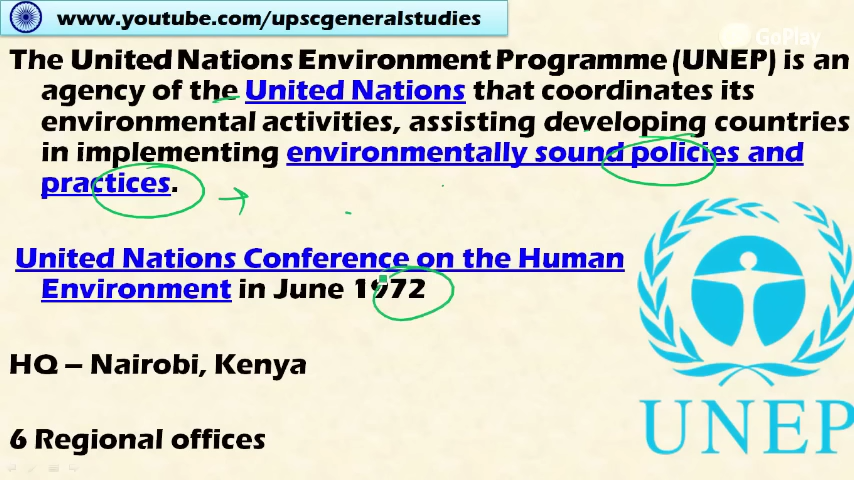 www.youtube.com/upscgeneralstudies
GoPlay
The United Nations Environment Programme (UNEP) is an
agency of the United Nations that coordinates its
environmental activities, assisting developing countries
in implementing environmentally sound policies and
practices.
United Nations Conference on the Human
Environment in June 1972
HQ – Nairobi, Kenya
6 Regional offices
UNEP